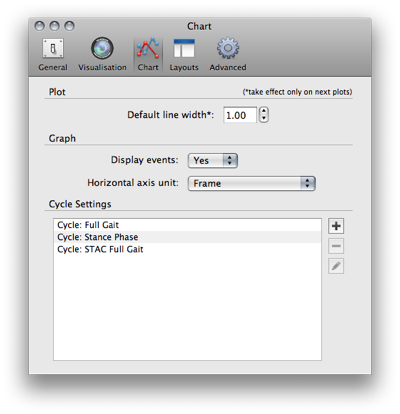 Chart
General Visualisation Chart Layouts Advanced
Plot (*take effect only on next plots)
Default line width*: 1.00
Graph
Display events: Yes
Horizontal axis unit: Frame
Cycle Settings
Cycle: Full Gait
Cycle: Stance Phase
Cycle: STAC Full Gait